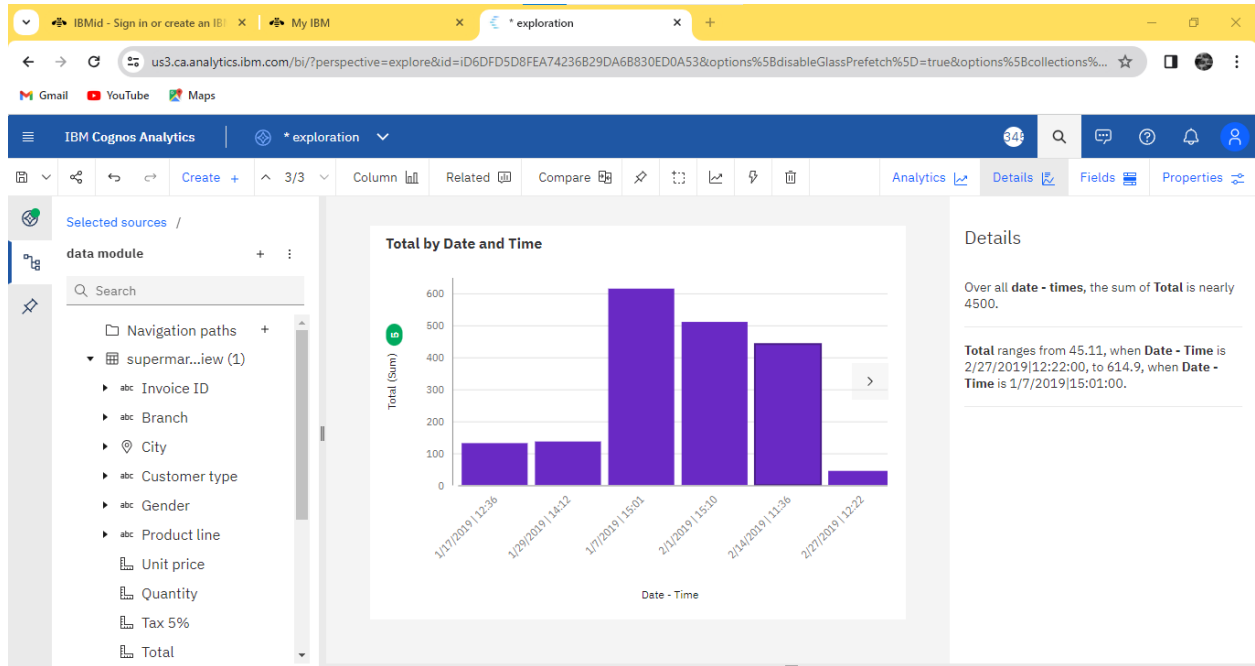 IBMid - Sign in or create an IB
My IBM
* exploration
us3.ca.analytics.ibm.com/bi/?perspective=explore&id=iD6DFD5D8FEA74236B29DA6B830ED0A53&options%5BdisableGlassPrefetch%5D=true&options%5Bcollections%...
Gmail YouTube Maps
IBM Cognos Analytics * exploration
Create + 3/3 Column Related Compare Analytics Details Fields Properties
Selected sources /
data module
Search
Navigation paths +
supermar...iew (1)
abc Invoice ID
abc Branch
City
abc Customer type
abc Gender
abc Product line
Unit price
Quantity
Tax 5%
Total
Total by Date and Time
600
500
400
300
200
100
0
Total (Sum)
5
1/17/2019 | 12:36
1/29/2019 | 14:12
1/7/2019 | 15:01
2/1/2019 | 15:10
2/14/2019 | 11:36
2/27/2019 | 12:22
Date - Time
Details
Over all date - times, the sum of Total is nearly
4500.
Total ranges from 45.11, when Date - Time is
2/27/2019|12:22:00, to 614.9, when Date -
Time is 1/7/2019|15:01:00.